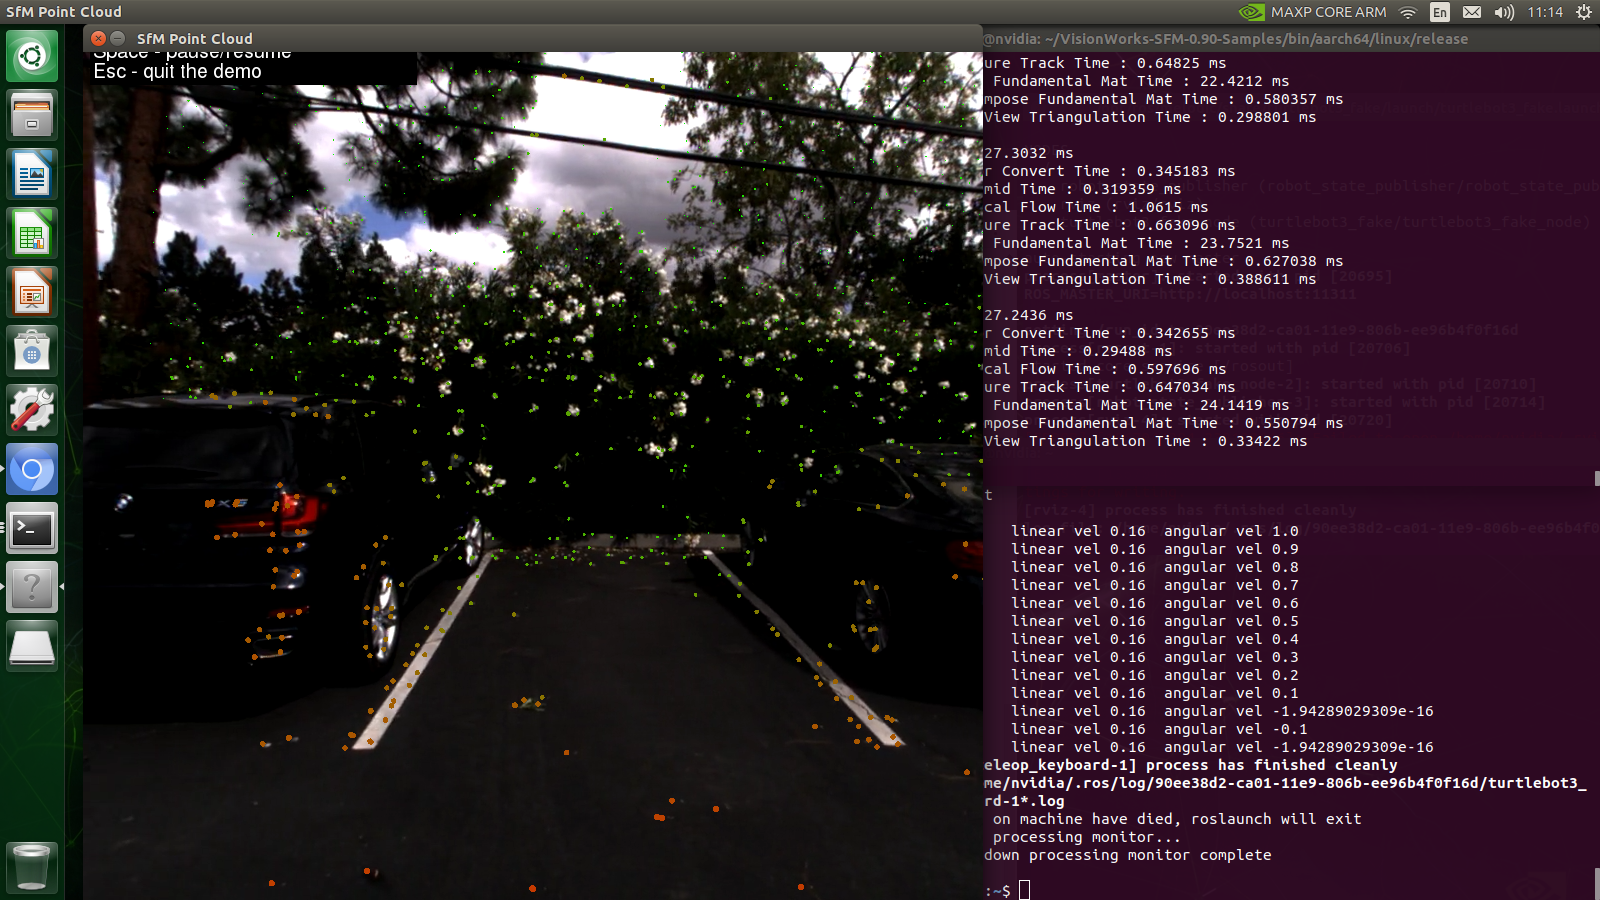 SfM Point Cloud
MAXP CORE ARM
En
11:14
SfM Point Cloud
@nvidia: ~/VisionWorks-SFM-0.90-Samples/bin/aarch64/linux/release
Space - pause/resume
Esc - quit the demo
ure Track Time : 0.64825 ms
Fundamental Mat Time : 22.4212 ms
mpose Fundamental Mat Time : 0.580357 ms
View Triangulation Time : 0.298801 ms
27.3032 ms
r Convert Time : 0.345183 ms
mid Time : 0.319359 ms
cal Flow Time : 1.0615 ms
ure Track Time : 0.663096 ms
Fundamental Mat Time : 23.7521 ms
mpose Fundamental Mat Time : 0.627038 ms
View Triangulation Time : 0.388611 ms
27.2436 ms
r Convert Time : 0.342655 ms
mid Time : 0.29488 ms
cal Flow Time : 0.597696 ms
ure Track Time : 0.647034 ms
Fundamental Mat Time : 24.1419 ms
mpose Fundamental Mat Time : 0.550794 ms
View Triangulation Time : 0.33422 ms
t
linear vel 0.16 angular vel 1.0
linear vel 0.16 angular vel 0.9
linear vel 0.16 angular vel 0.8
linear vel 0.16 angular vel 0.7
linear vel 0.16 angular vel 0.6
linear vel 0.16 angular vel 0.5
linear vel 0.16 angular vel 0.4
linear vel 0.16 angular vel 0.3
linear vel 0.16 angular vel 0.2
linear vel 0.16 angular vel 0.1
linear vel 0.16 angular vel -1.94289029309e-16
linear vel 0.16 angular vel -0.1
linear vel 0.16 angular vel -1.94289029309e-16
eleop_keyboard-1] process has finished cleanly
me/nvidia/.ros/log/90ee38d2-ca01-11e9-806b-ee96b4f0f16d/turtlebot3_
rd-1*.log
on machine have died, roslaunch will exit
processing monitor...
down processing monitor complete
:~$